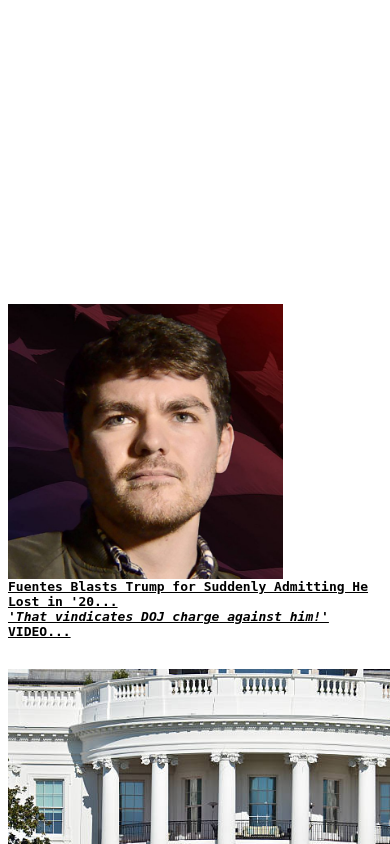 Fuentes Blasts Trump for Suddenly Admitting He
Lost in '20...
'That vindicates DOJ charge against him!'
VIDEO...